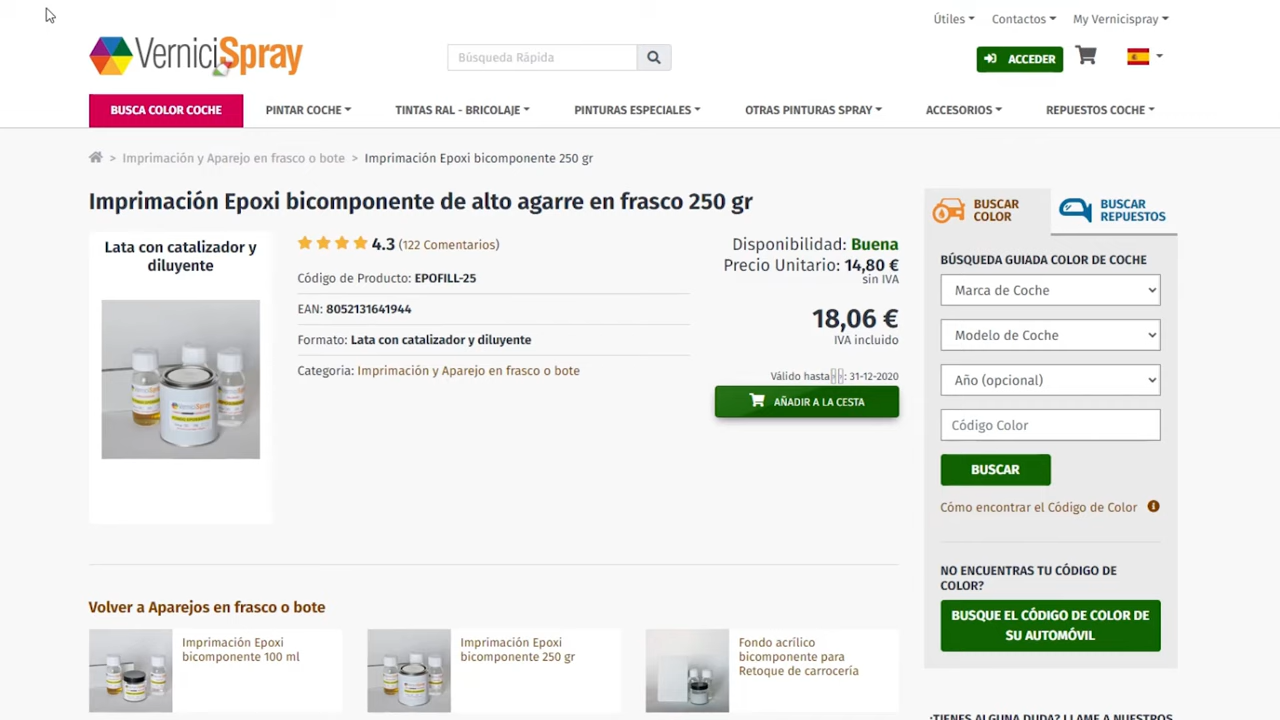 Útiles
Contactos
My Vernicispray
VerniciSpray
Búsqueda Rápida
ACCEDER
BUSCA COLOR COCHE
PINTAR COCHE
TINTAS RAL - BRICOLAJE
PINTURAS ESPECIALES
OTRAS PINTURAS SPRAY
ACCESORIOS
REPUESTOS COCHE
> Imprimación y Aparejo en frasco o bote > Imprimación Epoxi bicomponente 250 gr
Imprimación Epoxi bicomponente de alto agarre en frasco 250 gr
Lata con catalizador y
diluyente
4.3 (122 Comentarios)
Código de Producto: EPOFILL-25
EAN: 8052131641944
Formato: Lata con catalizador y diluyente
Categoria: Imprimación y Aparejo en frasco o bote
Disponibilidad: Buena
Precio Unitario: 14,80 €
sin IVA
18,06 €
IVA incluido
Válido hasta : 31-12-2020
AÑADIR A LA CESTA
BUSCAR
COLOR
BUSCAR
REPUESTOS
BÚSQUEDA GUIADA COLOR DE COCHE
Marca de Coche
Modelo de Coche
Año (opcional)
Código Color
BUSCAR
Cómo encontrar el Código de Color
NO ENCUENTRAS TU CÓDIGO DE
COLOR?
BUSQUE EL CÓDIGO DE COLOR DE
SU AUTOMÓVIL
¿TIENES ALGUNA DUDA? LLAME A NUESTROS
Volver a Aparejos en frasco o bote
Imprimación Epoxi
bicomponente 100 ml
Imprimación Epoxi
bicomponente 250 gr
Fondo acrílico
bicomponente para
Retoque de carrocería